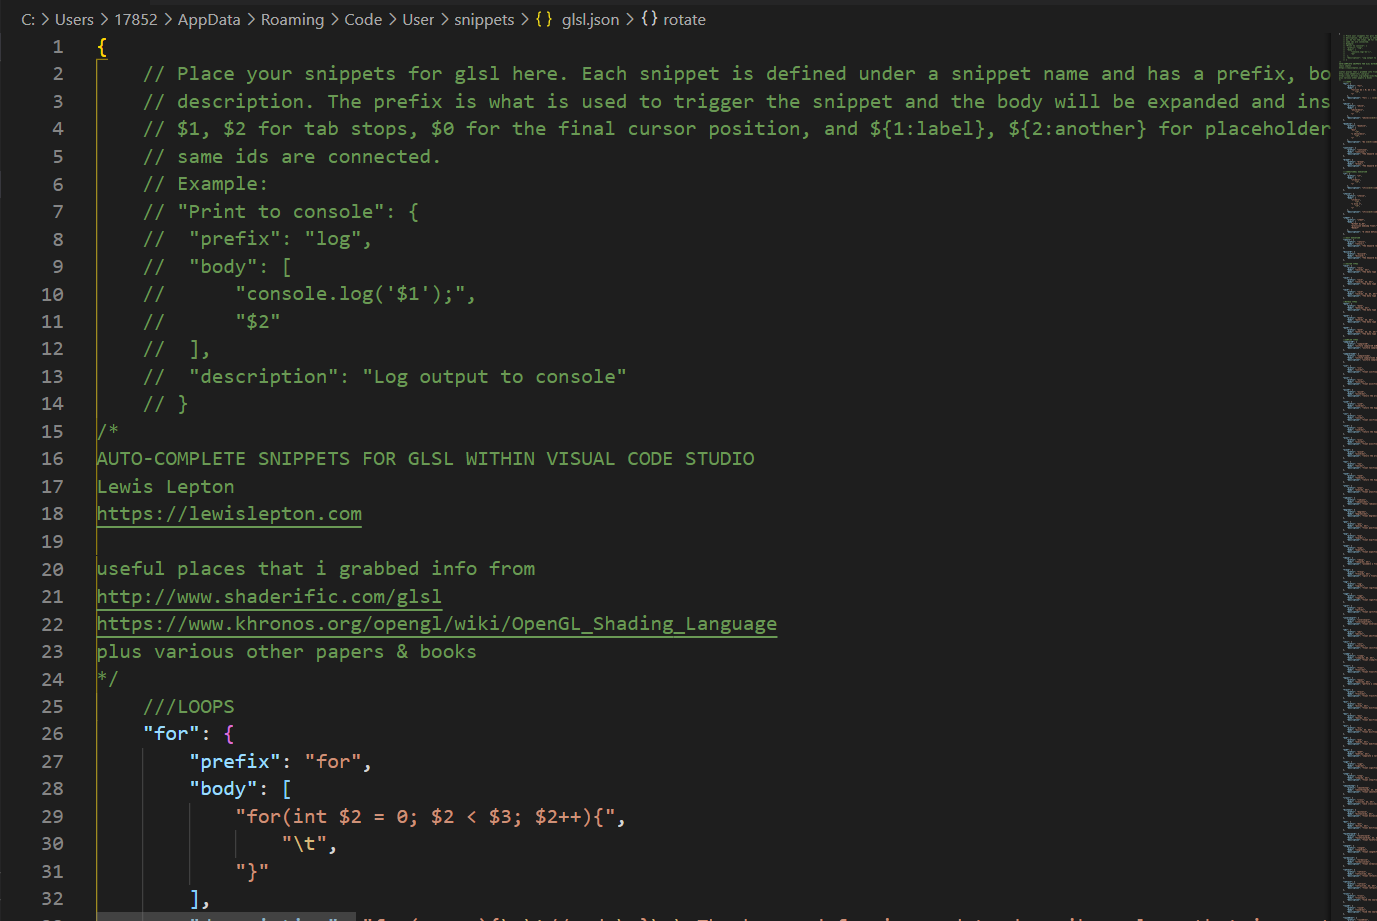 C: > Users > 17852 > AppData > Roaming > Code > User > snippets > {} glsl.json > {} rotate
1 {
2 // Place your snippets for glsl here. Each snippet is defined under a snippet name and has a prefix, bo
3 // description. The prefix is what is used to trigger the snippet and the body will be expanded and ins
4 // $1, $2 for tab stops, $0 for the final cursor position, and ${1:label}, ${2:another} for placeholder
5 // same ids are connected.
6 // Example:
7 // "Print to console": {
8 // "prefix": "log",
9 // "body": [
10 // "console.log('$1');",
11 // "$2"
12 // ],
13 // "description": "Log output to console"
14 // }
15 /*
16 AUTO-COMPLETE SNIPPETS FOR GLSL WITHIN VISUAL CODE STUDIO
17 Lewis Lepton
18 https://lewislepton.com
19
20 useful places that i grabbed info from
21 http://www.shaderific.com/glsl
22 https://www.khronos.org/opengl/wiki/OpenGL_Shading_Language
23 plus various other papers & books
24 */
25 ///LOOPS
26 "for": {
27 "prefix": "for",
28 "body": [
29 "for(int $2 = 0; $2 < $3; $2++){",
30 "\t",
31 "}"
32 ],